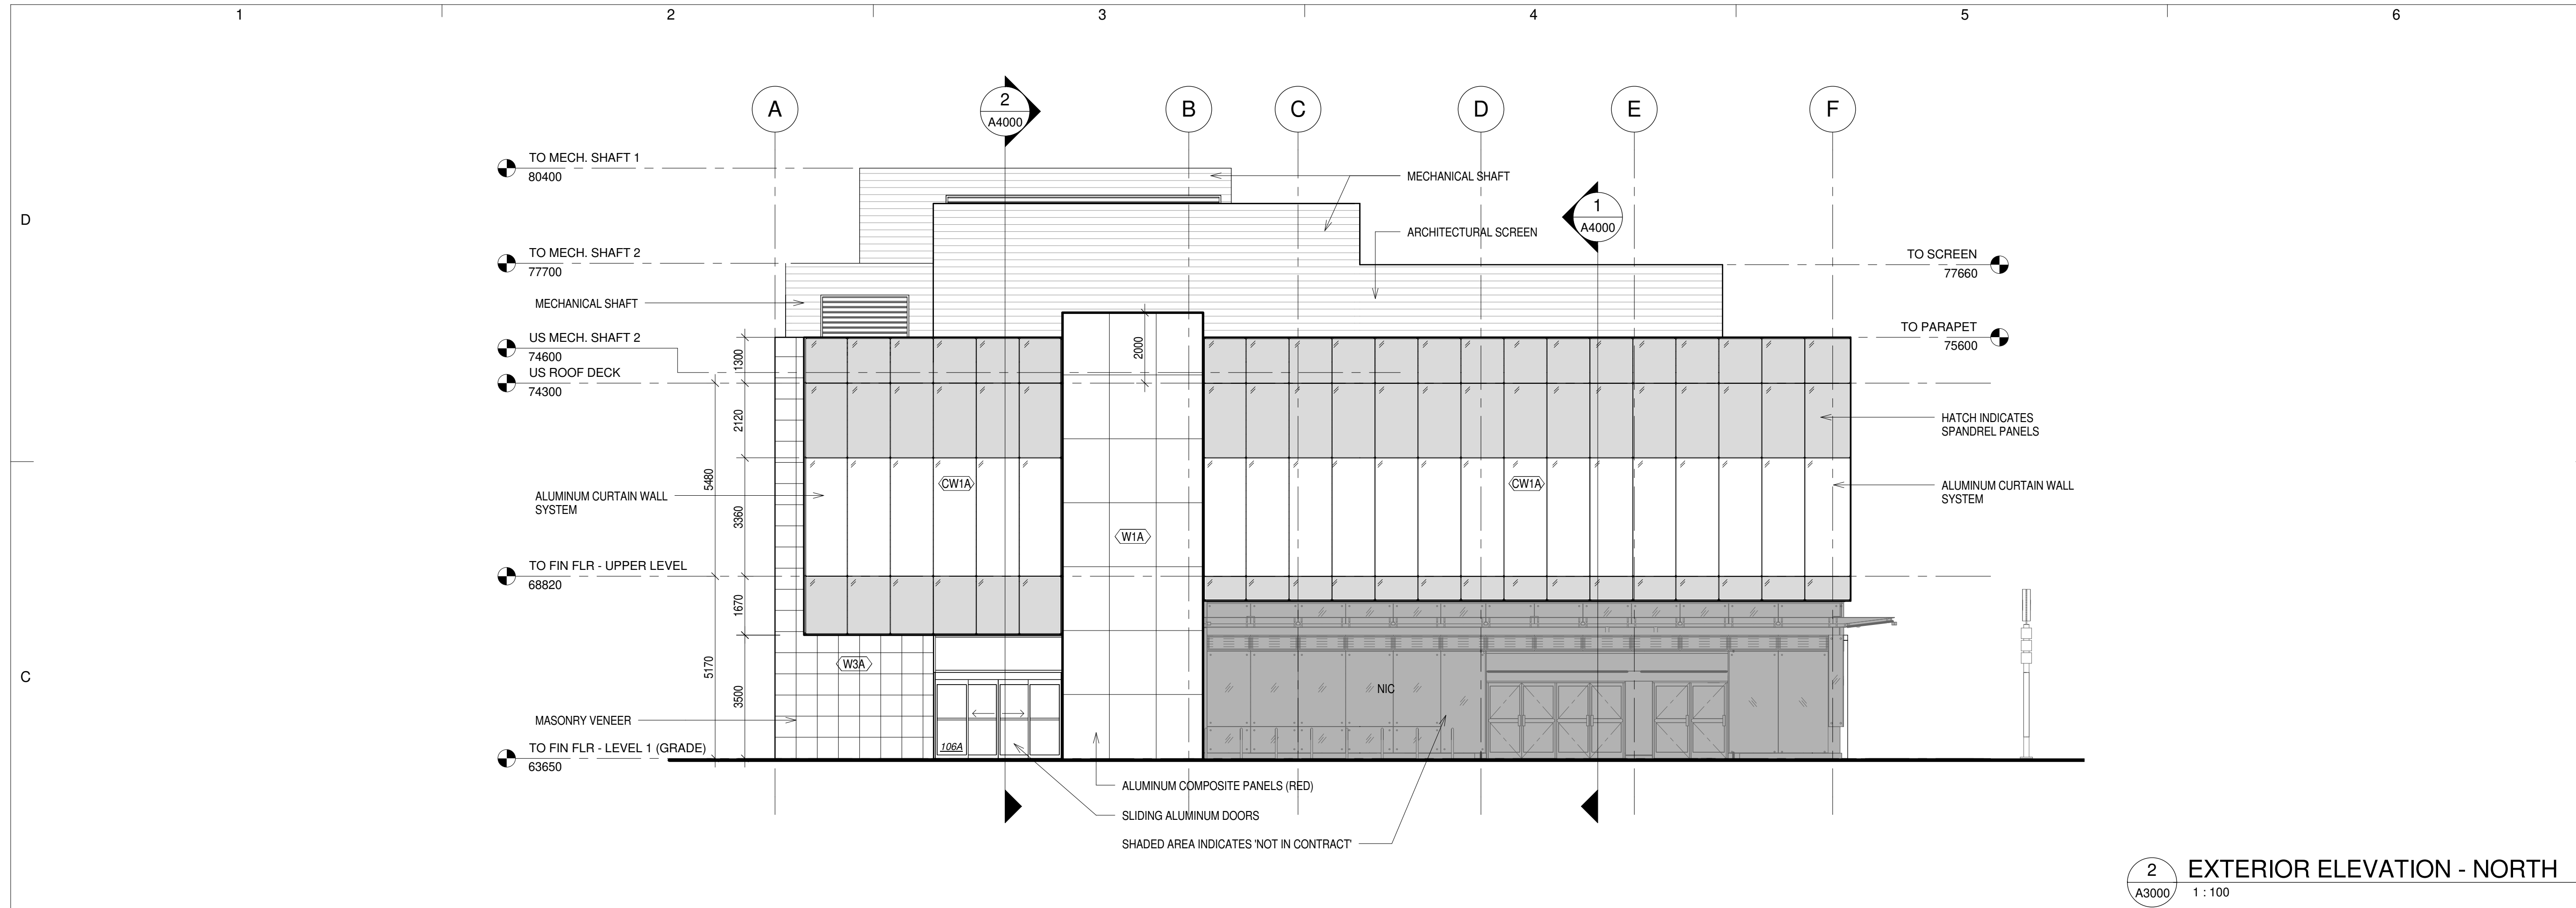 1 2 3 4 5 6
A
2
A4000
B
C
D
E
F
TO MECH. SHAFT 1
80400
MECHANICAL SHAFT
1
A4000
D
ARCHITECTURAL SCREEN
TO MECH. SHAFT 2
77700
TO SCREEN
77660
MECHANICAL SHAFT
TO PARAPET
75600
US MECH. SHAFT 2
74600
US ROOF DECK
74300
1300
2000
2120
HATCH INDICATES
SPANDREL PANELS
5480
CW1A
CW1A
ALUMINUM CURTAIN WALL
SYSTEM
ALUMINUM CURTAIN WALL
SYSTEM
3360
W1A
TO FIN FLR - UPPER LEVEL
68820
1670
5170
W3A
C
NIC
3500
MASONRY VENEER
106A
TO FIN FLR - LEVEL 1 (GRADE)
63650
ALUMINUM COMPOSITE PANELS (RED)
SLIDING ALUMINUM DOORS
SHADED AREA INDICATES 'NOT IN CONTRACT'
2
A3000
EXTERIOR ELEVATION - NORTH
1 : 100